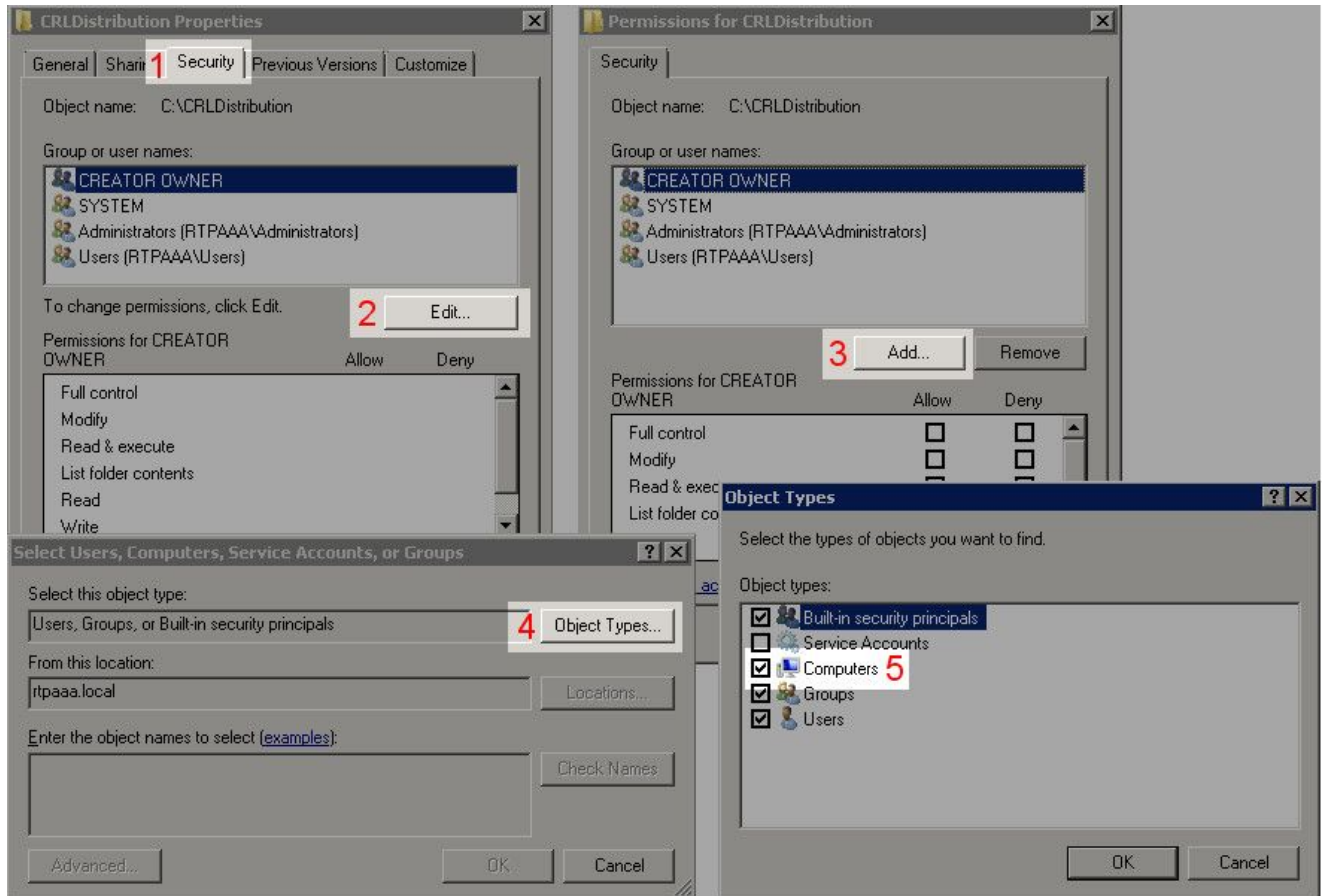 CRLDistribution Properties
General Sharin 1 Security Previous Versions Customize
Object name: C:\CRLDistribution
Group or user names:
CREATOR OWNER
SYSTEM
Administrators (RTPAAA\Administrators)
Users (RTPAAA\Users)
To change permissions, click Edit.
2 Edit...
Permissions for CREATOR
OWNER Allow Deny
Full control
Modify
Read & execute
List folder contents
Read
Write
Permissions for CRLDistribution
Security
Object name: C:\CRLDistribution
Group or user names:
CREATOR OWNER
SYSTEM
Administrators (RTPAAA\Administrators)
Users (RTPAAA\Users)
3 Add... Remove
Permissions for CREATOR
OWNER Allow Deny
Full control
Modify
Read & exec
List folder co
ac
Select Users, Computers, Service Accounts, or Groups
Select this object type:
Users, Groups, or Built-in security principals 4 Object Types...
From this location:
rtpaaa.local Locations...
Enter the object names to select (examples):
Check Names
Advanced... OK Cancel
Object Types
Select the types of objects you want to find.
Object types:
Built-in security principals
Service Accounts
Computers 5
Groups
Users
OK Cancel